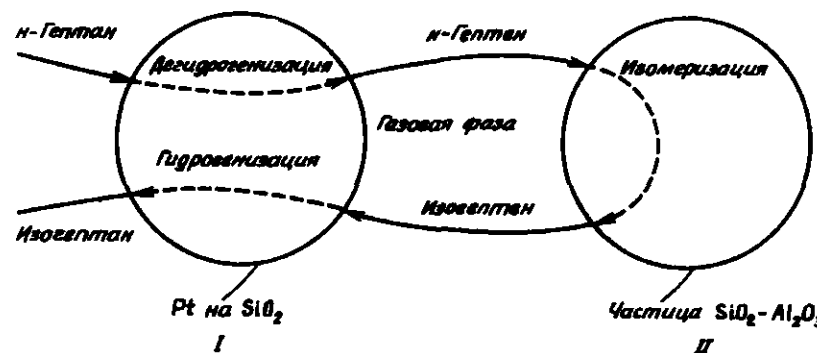 н-Гептан
Дегидрогенизация
н-Гептен
Изомеризация
Газовая фаза
Гидрогенизация
Изогептен
Изогептан
Pt на SiO₂
Частица SiO₂-Al₂O₃
I
II